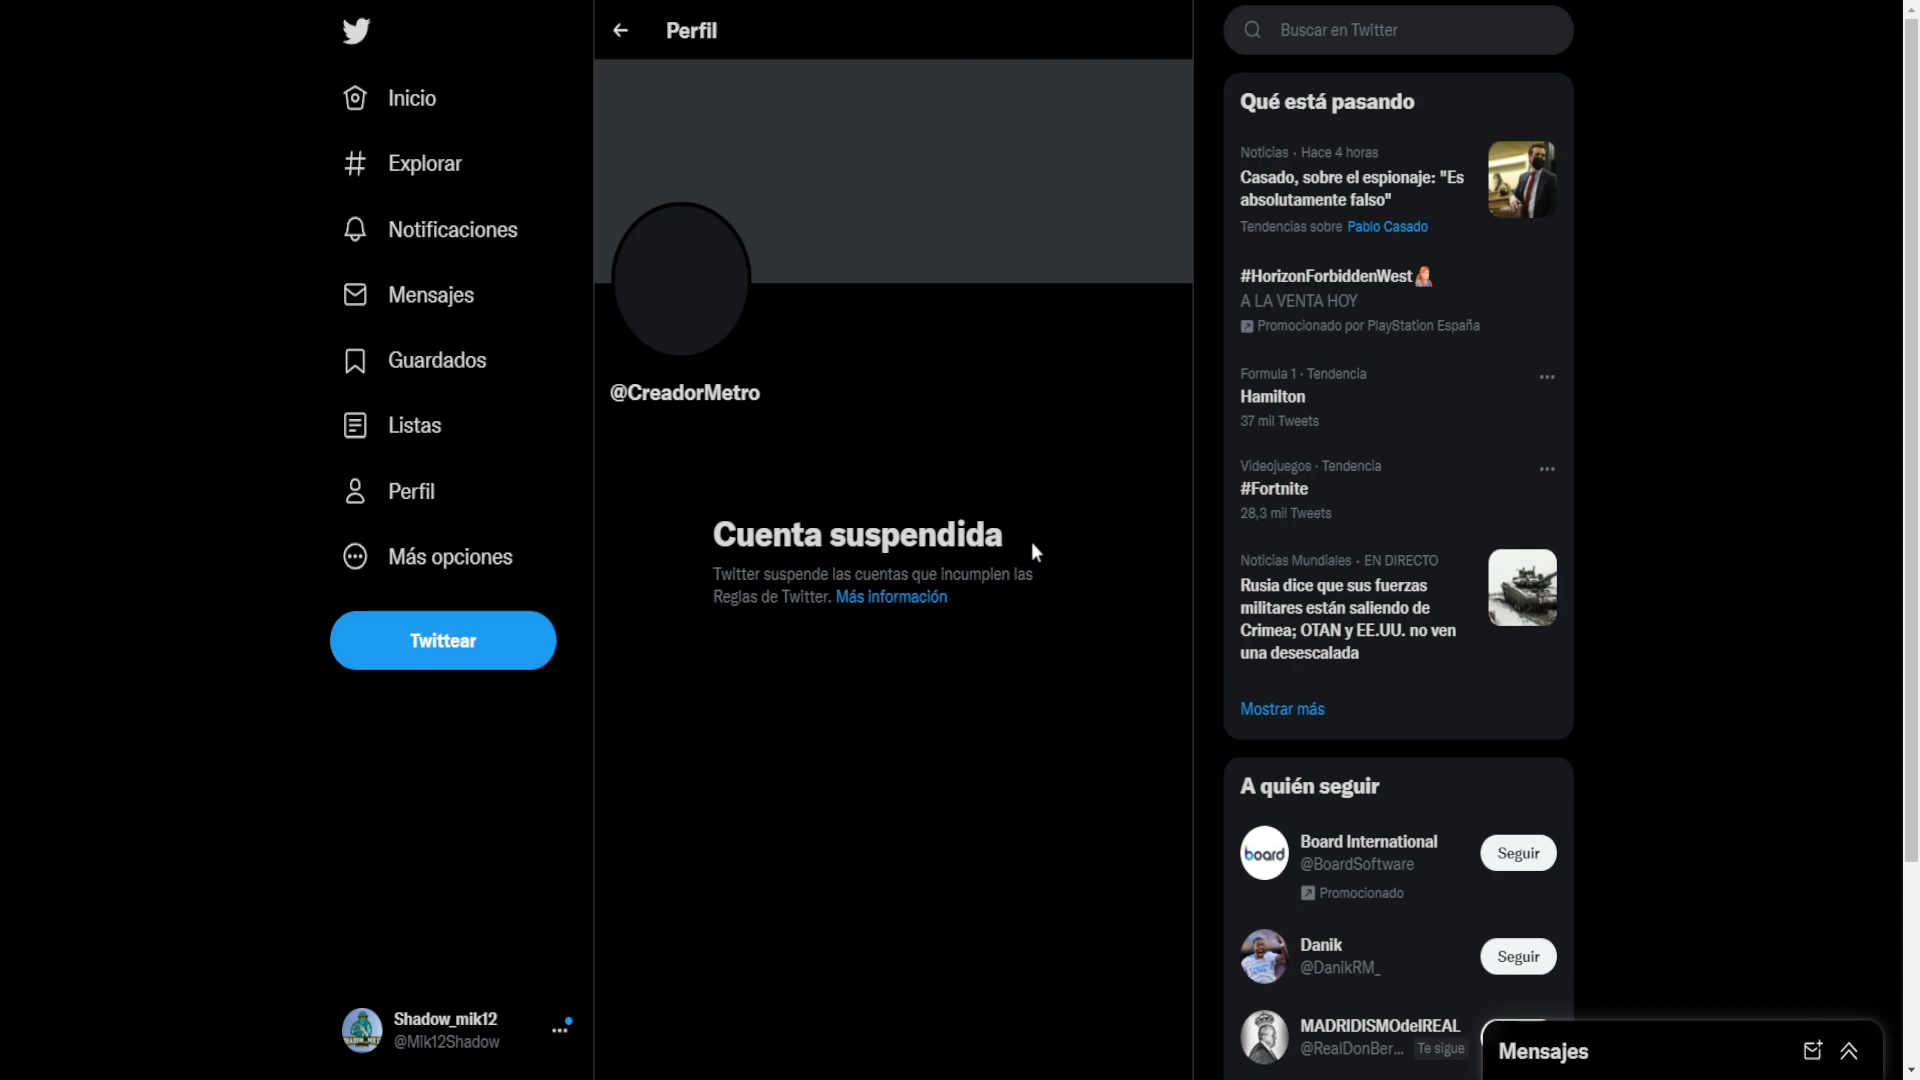 Inicio
Explorar
Notificaciones
Mensajes
Guardados
Listas
Perfil
Más opciones
Twittear
Shadow_mik12
@Mik12Shadow
Perfil
@CreadorMetro
Cuenta suspendida
Twitter suspende las cuentas que incumplen las
Reglas de Twitter. Más información
Buscar en Twitter
Qué está pasando
Noticias · Hace 4 horas
Casado, sobre el espionaje: "Es
absolutamente falso"
Tendencias sobre Pablo Casado
#HorizonForbiddenWest
A LA VENTA HOY
Promocionado por PlayStation España
Formula 1 · Tendencia
Hamilton
37 mil Tweets
Videojuegos · Tendencia
#Fortnite
28,3 mil Tweets
Noticias Mundiales · EN DIRECTO
Rusia dice que sus fuerzas
militares están saliendo de
Crimea; OTAN y EE.UU. no ven
una desescalada
Mostrar más
A quién seguir
board
Board International
@BoardSoftware
Seguir
Promocionado
Danik
@DanikRM_
Seguir
MADRIDISMOdelREAL
@RealDonBer... Te sigue
Mensajes